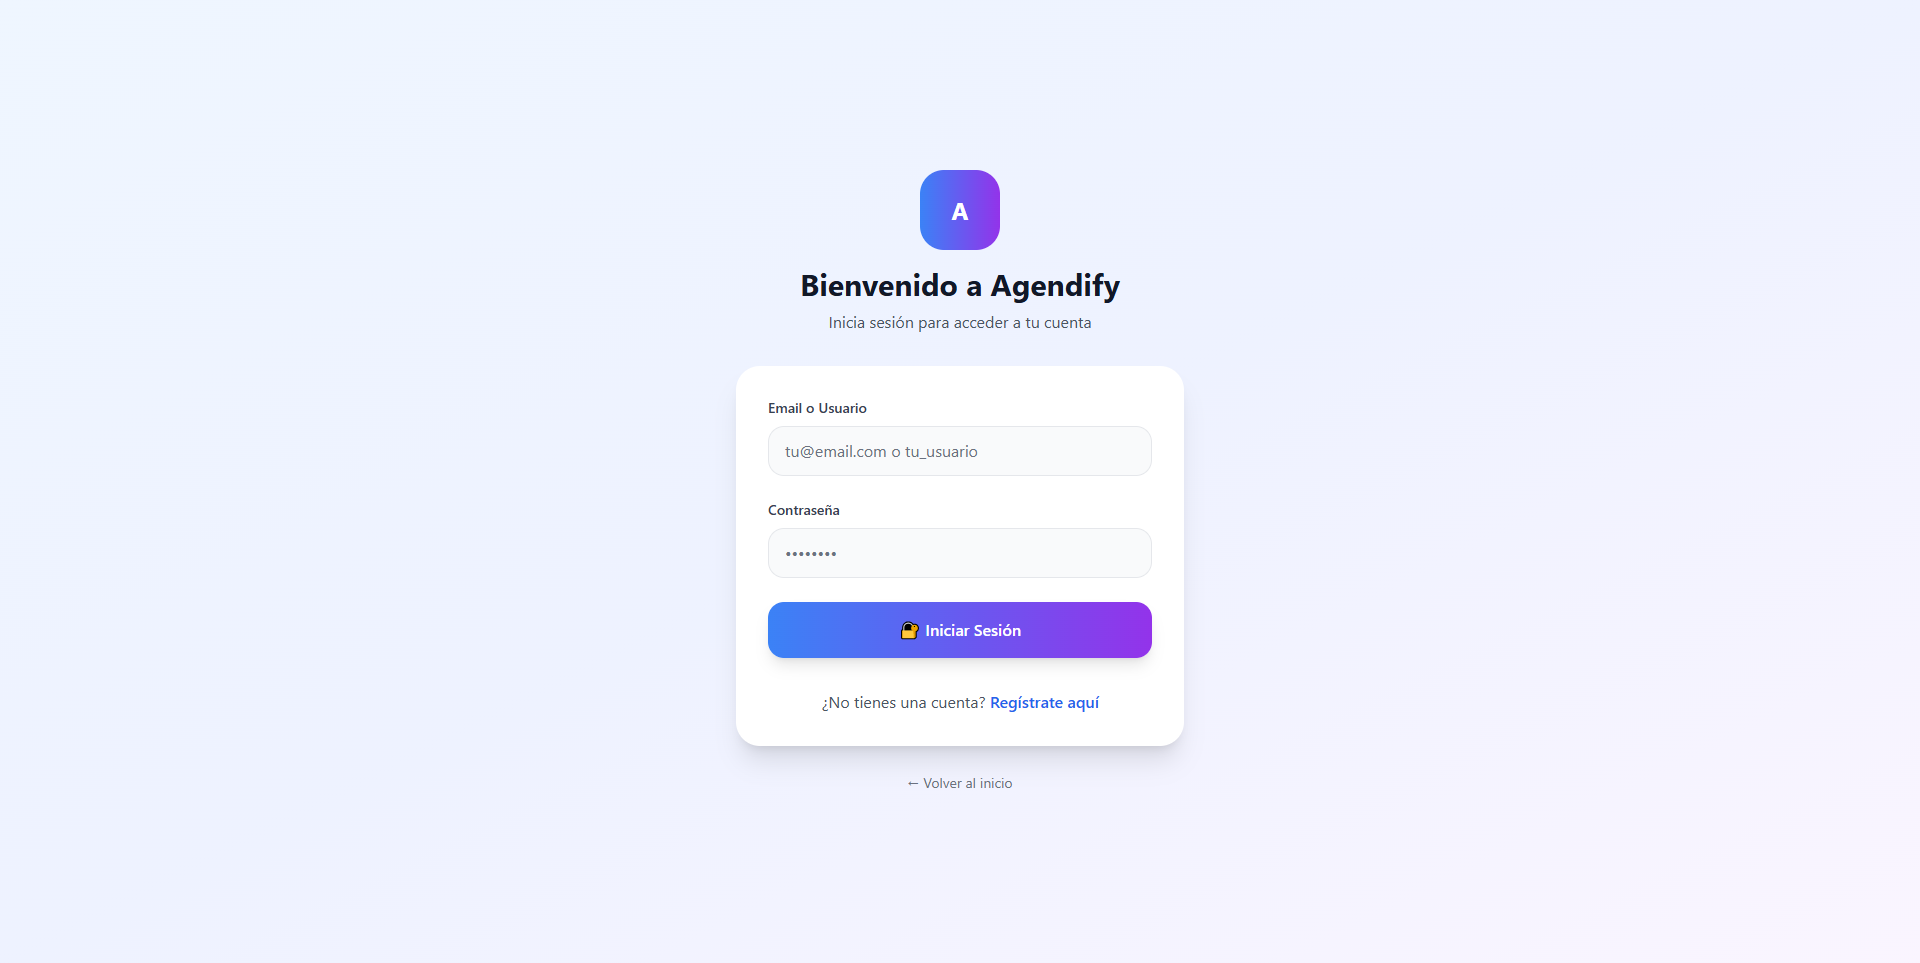 A
Bienvenido a Agendify
Inicia sesión para acceder a tu cuenta
Email o Usuario
tu@email.com o tu_usuario
Contraseña
••••••••
🔐 Iniciar Sesión
¿No tienes una cuenta? Regístrate aquí
← Volver al inicio